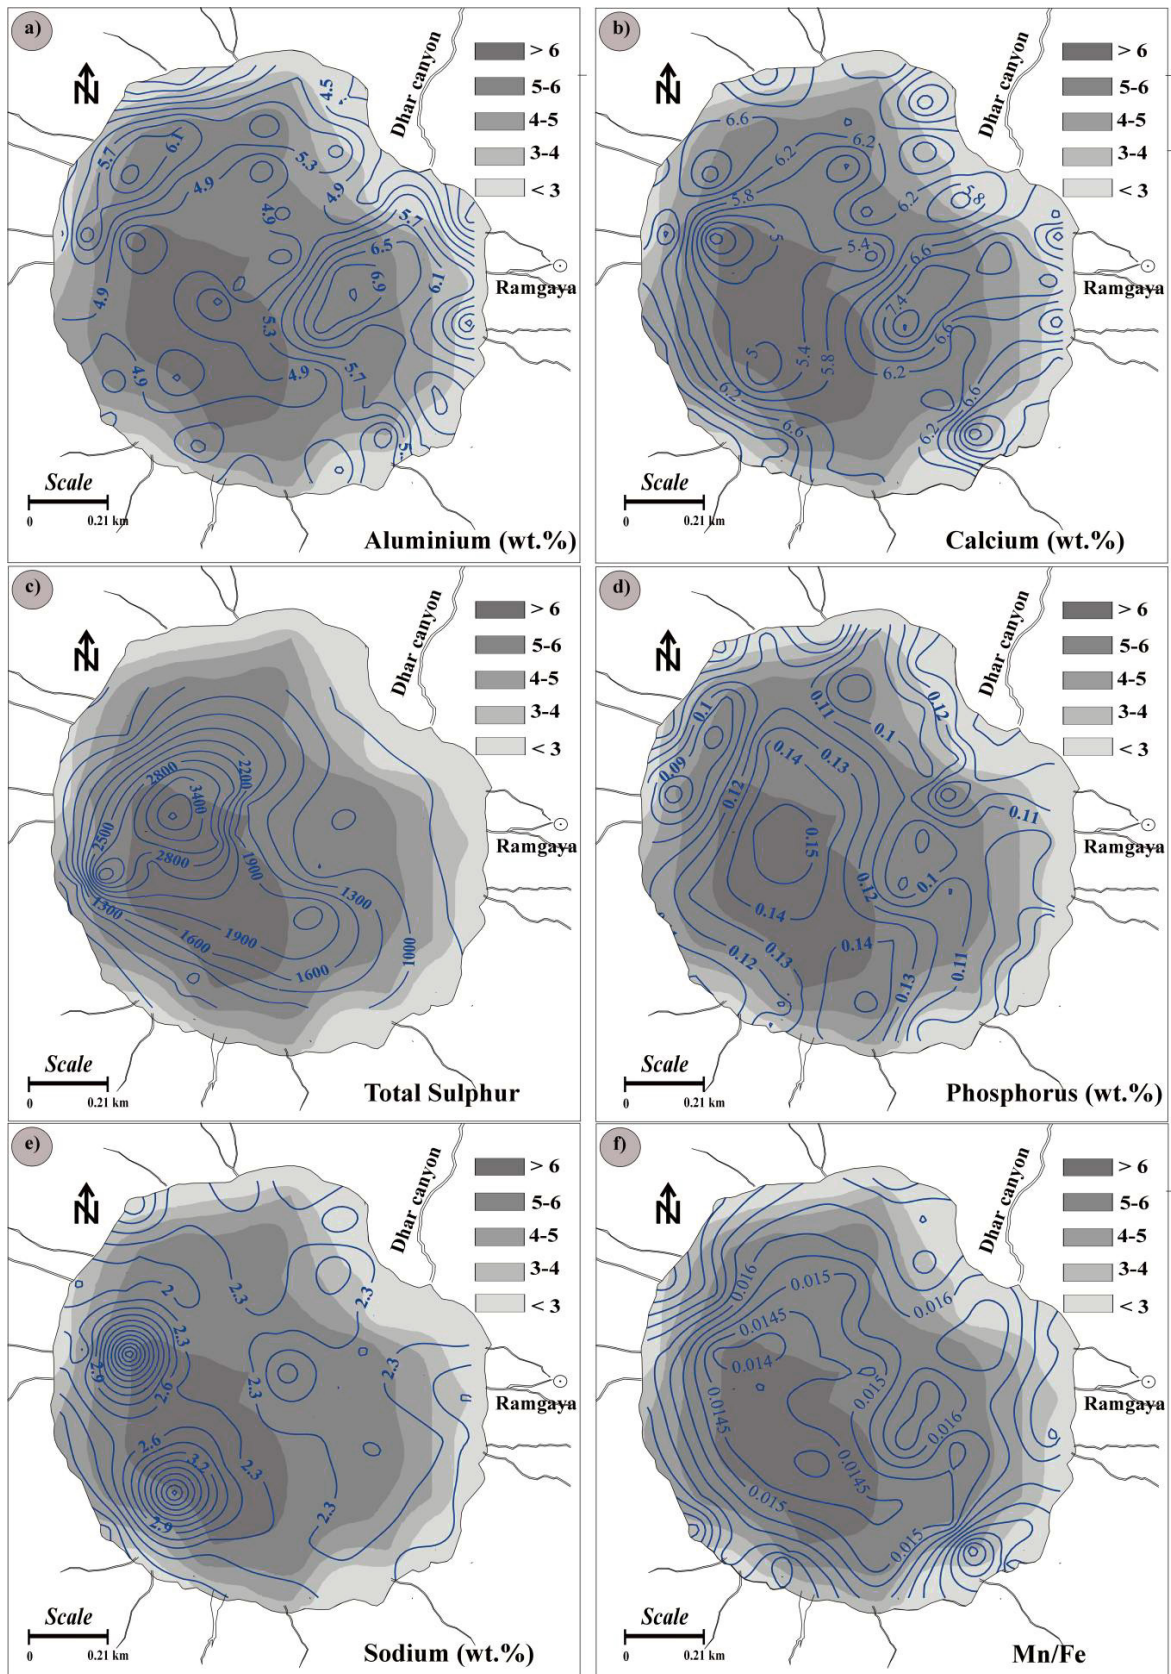 a)
N
Dhar canyon
> 6
5-6
4-5
3-4
< 3
4.5
5.7
6.1
5.3
4.9
4.9
4.9
5.7
6.5
6.1
6.9
4.9
5.3
5.7
4.9
4.9
5.
Ramgaya
Scale
0 0.21 km
Aluminium (wt.%)
b)
N
Dhar canyon
> 6
5-6
4-5
3-4
< 3
6.6
6.2
6.2
5.8
5.8
6.2
5
5.4
6.6
7.4
6.6
5.4
5.8
5
6.2
6.2
6.6
6.6
6.2
Ramgaya
Scale
0 0.21 km
Calcium (wt.%)
c)
N
Dhar canyon
> 6
5-6
4-5
3-4
< 3
2800
2200
3400
2500
2800
1900
1300
1300
1600
1900
1600
1000
Ramgaya
Scale
0 0.21 km
Total Sulphur
d)
N
Dhar canyon
> 6
5-6
4-5
3-4
< 3
0.1
0.11
0.12
0.1
0.09
0.14
0.13
0.12
0.11
0.15
0.1
0.12
0.14
0.14
0.13
0.12
0.13
0.11
Ramgaya
Scale
0 0.21 km
Phosphorus (wt.%)
e)
N
Dhar canyon
> 6
5-6
4-5
3-4
< 3
2
2.3
2.3
2.3
2.9
2.6
2.3
2.3
2.6
3.2
2.3
2.3
2.9
Ramgaya
Scale
0 0.21 km
Sodium (wt.%)
f)
N
Dhar canyon
> 6
5-6
4-5
3-4
< 3
0.016
0.015
0.016
0.0145
0.014
0.015
0.0145
0.016
0.0145
0.015
0.015
Ramgaya
Scale
0 0.21 km
Mn/Fe